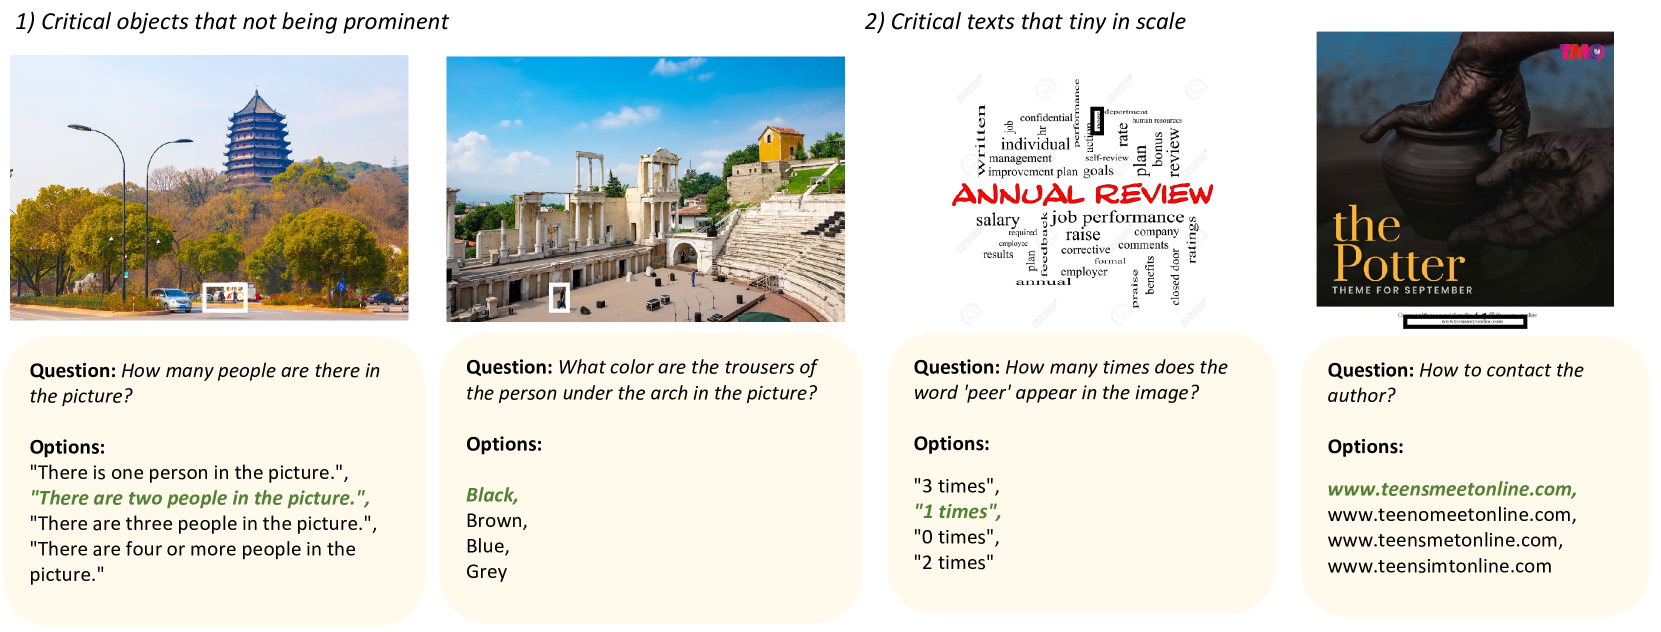 1) Critical objects that not being prominent
2) Critical texts that tiny in scale
written
job
hr
confidential
performance
department
human resources
individual
action
rate
plan
bonus
review
management
self-review
improvement plan
goals
ANNUAL REVIEW
salary
feedback
job performance
required
raise
company
ratings
employee
comments
results
plan
corrective
formal
employer
benefits
closed door
annual
praise
TMO
the
Potter
THEME FOR SEPTEMBER
www.teensmeetonline.com
Question: How many people are there in
the picture?
Options:
"There is one person in the picture.",
"There are two people in the picture.",
"There are three people in the picture.",
"There are four or more people in the
picture."
Question: What color are the trousers of
the person under the arch in the picture?
Options:
Black,
Brown,
Blue,
Grey
Question: How many times does the
word 'peer' appear in the image?
Options:
"3 times",
"1 times",
"0 times",
"2 times"
Question: How to contact the
author?
Options:
www.teensmeetonline.com,
www.teenomeetonline.com,
www.teensmetonline.com,
www.teensimtonline.com